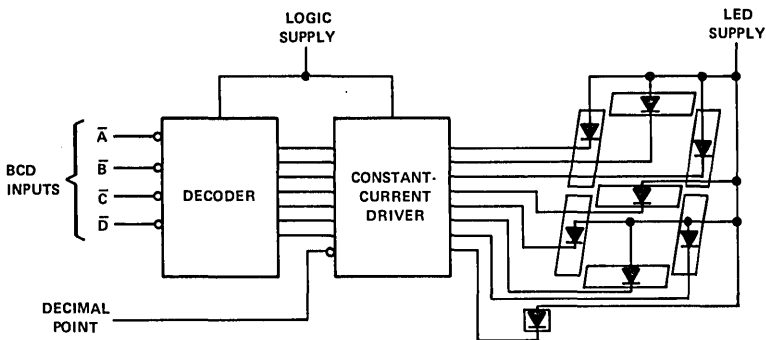 LOGIC
SUPPLY
LED
SUPPLY
BCD
INPUTS
A̅
B̅
C̅
D̅
DECODER
CONSTANT-
CURRENT
DRIVER
DECIMAL
POINT